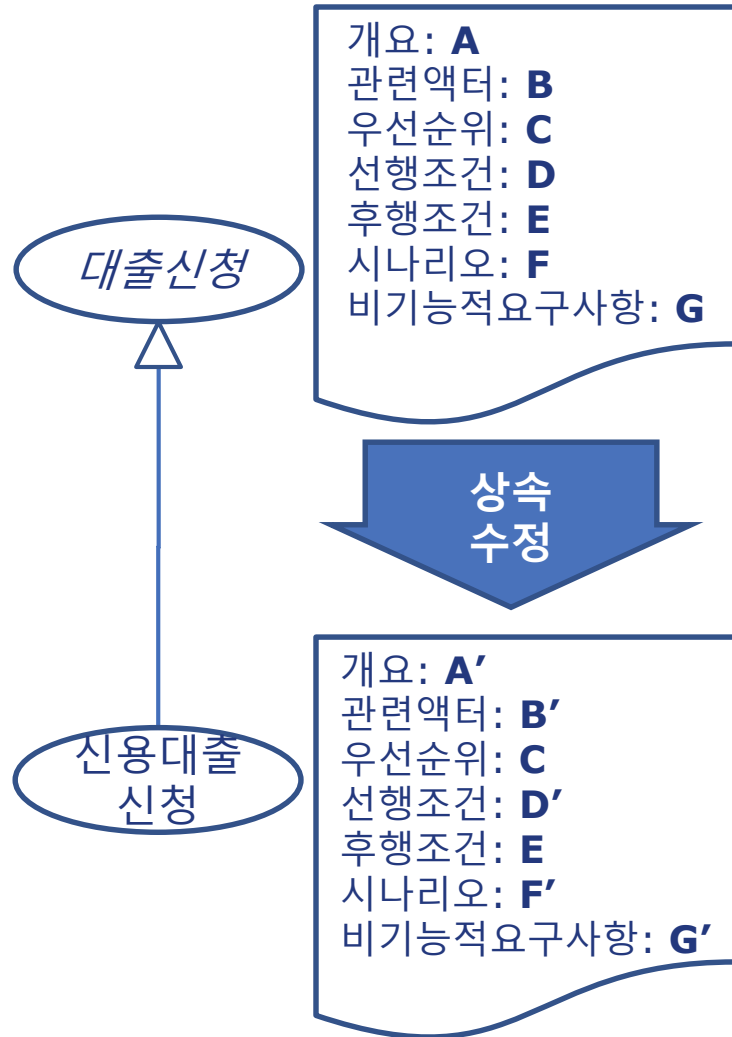 개요: A
관련액터: B
우선순위: C
선행조건: D
후행조건: E
시나리오: F
비기능적요구사항: G
대출신청
상속
수정
개요: A’
관련액터: B’
우선순위: C
선행조건: D’
후행조건: E
시나리오: F’
비기능적요구사항: G’
신용대출
신청